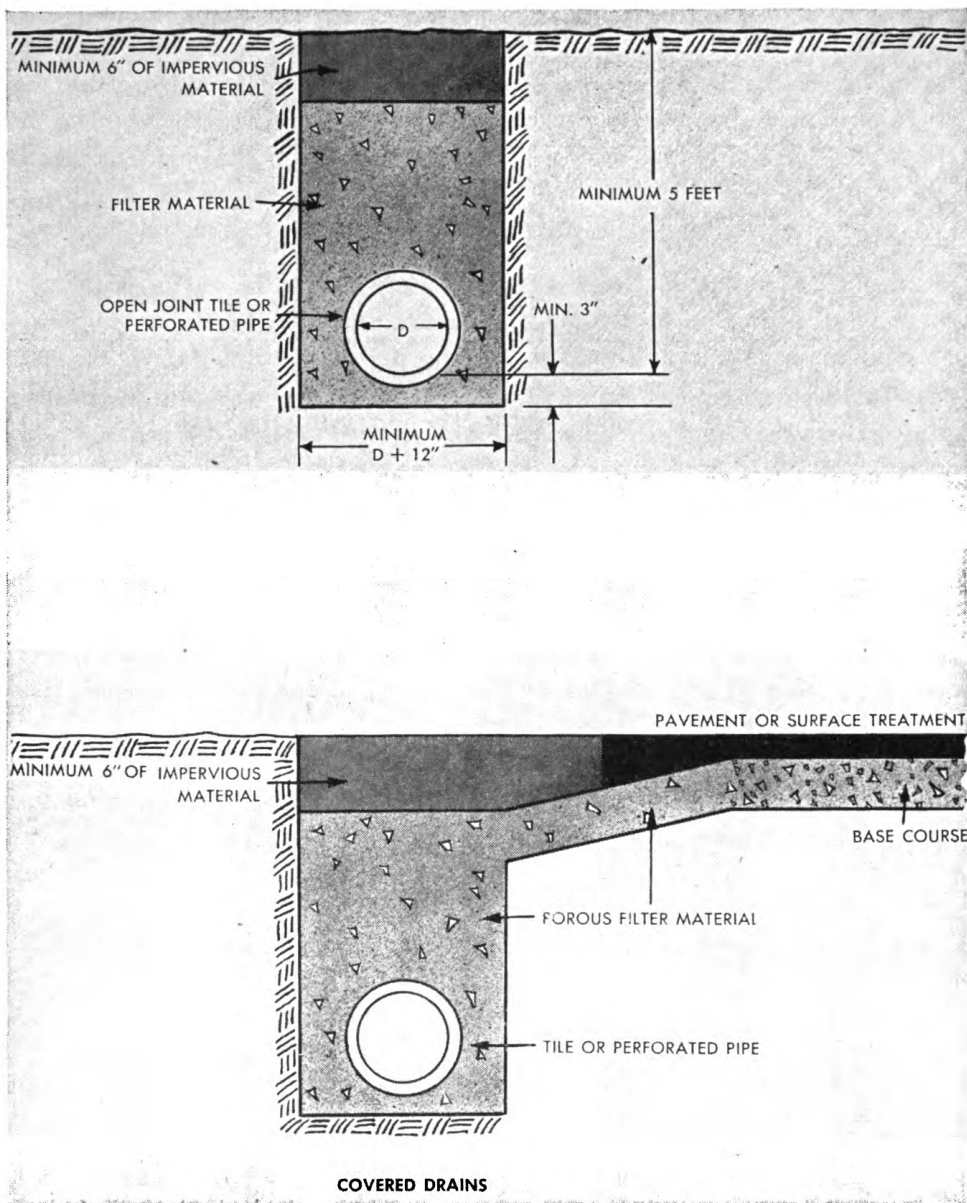 MINIMUM 6" OF IMPERVIOUS
MATERIAL
FILTER MATERIAL
MINIMUM 5 FEET
OPEN JOINT TILE OR
PERFORATED PIPE
D
MIN. 3"
MINIMUM
D + 12"
PAVEMENT OR SURFACE TREATMENT
MINIMUM 6" OF IMPERVIOUS
MATERIAL
BASE COURSE
POROUS FILTER MATERIAL
TILE OR PERFORATED PIPE
COVERED DRAINS